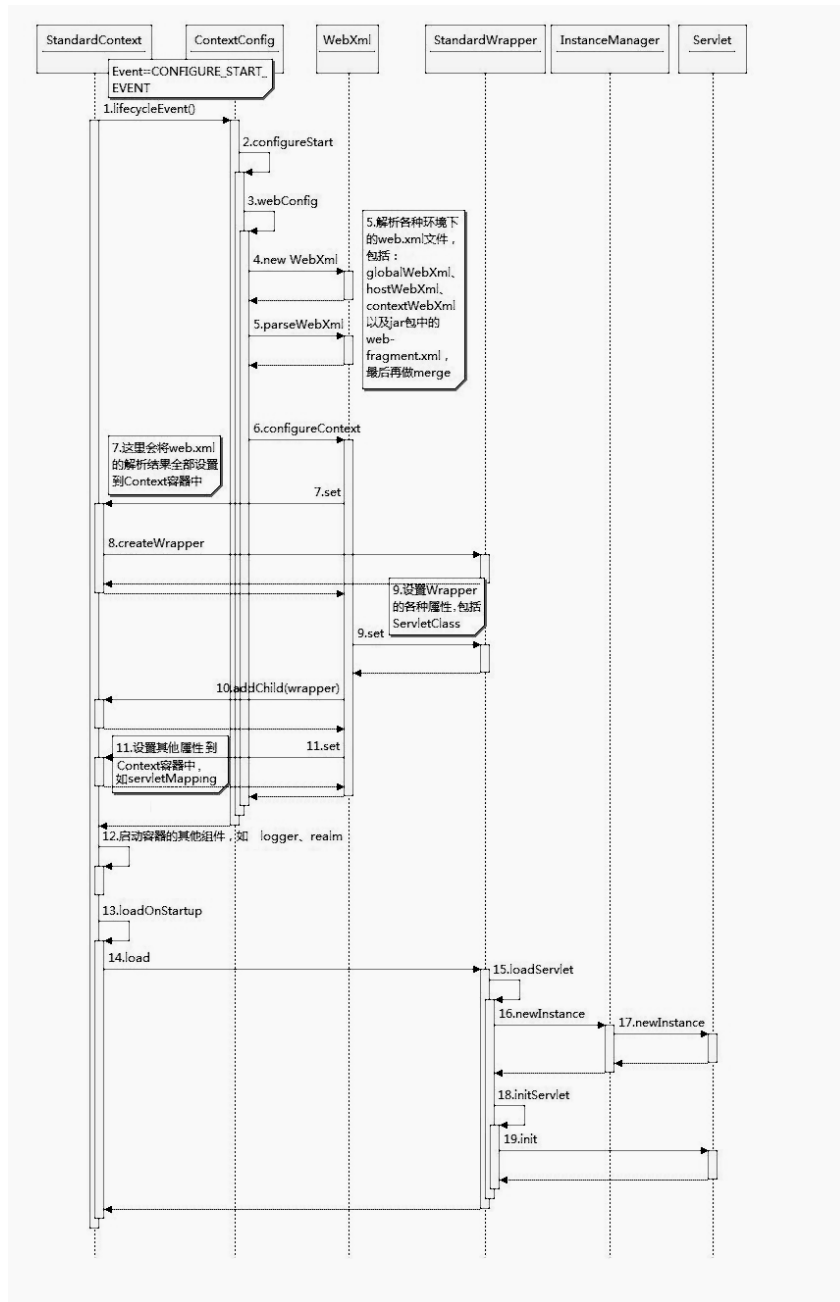 StandardContext
ContextConfig
WebXml
StandardWrapper
InstanceManager
Servlet
Event=CONFIGURE_START_
EVENT
1.lifecycleEvent()
2.configureStart
3.webConfig
5.解析各种环境下
的web.xml文件，
包括：
globalWebXml、
hostWebXml、
contextWebXml
以及jar包中的
web-
fragment.xml，
最后再做merge
4.new WebXml
5.parseWebXml
6.configureContext
7.这里会将web.xml
的解析结果全部设置
到Context容器中
7.set
8.createWrapper
9.设置Wrapper
的各种属性,包括
ServletClass
9.set
10.addChild(wrapper)
11.设置其他属性到
Context容器中，
如servletMapping
11.set
12.启动容器的其他组件，如 logger、realm
13.loadOnStartup
14.load
15.loadServlet
16.newInstance
17.newInstance
18.initServlet
19.init